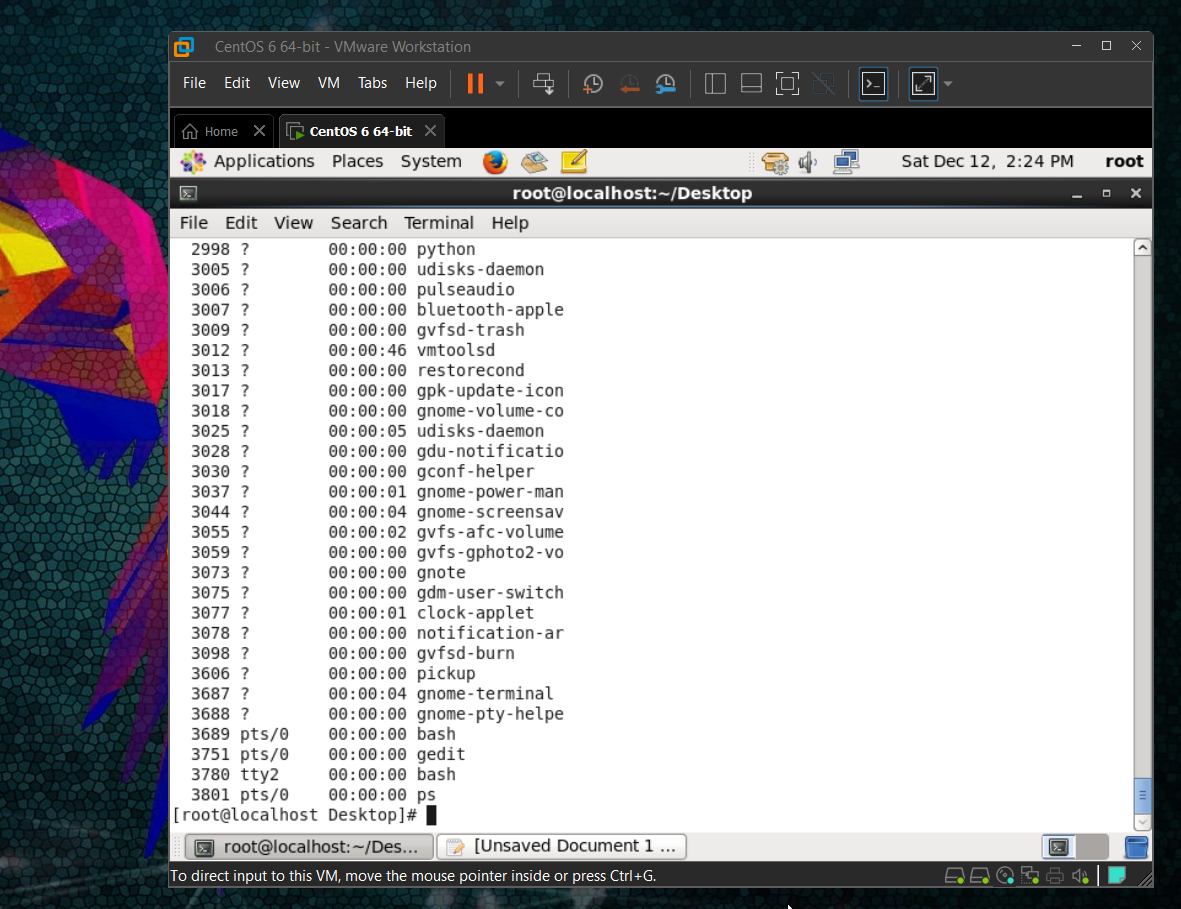 CentOS 6 64-bit - VMware Workstation
File Edit View VM Tabs Help
Home CentOS 6 64-bit
Applications Places System Sat Dec 12, 2:24 PM root
root@localhost:~/Desktop
File Edit View Search Terminal Help
2998 ? 00:00:00 python
3005 ? 00:00:00 udisks-daemon
3006 ? 00:00:00 pulseaudio
3007 ? 00:00:00 bluetooth-apple
3009 ? 00:00:00 gvfsd-trash
3012 ? 00:00:46 vmtoolsd
3013 ? 00:00:00 restorecond
3017 ? 00:00:00 gpk-update-icon
3018 ? 00:00:00 gnome-volume-co
3025 ? 00:00:05 udisks-daemon
3028 ? 00:00:00 gdu-notificatio
3030 ? 00:00:00 gconf-helper
3037 ? 00:00:01 gnome-power-man
3044 ? 00:00:04 gnome-screensav
3055 ? 00:00:02 gvfs-afc-volume
3059 ? 00:00:00 gvfs-gphoto2-vo
3073 ? 00:00:00 gnote
3075 ? 00:00:00 gdm-user-switch
3077 ? 00:00:01 clock-applet
3078 ? 00:00:00 notification-ar
3098 ? 00:00:00 gvfsd-burn
3606 ? 00:00:00 pickup
3687 ? 00:00:04 gnome-terminal
3688 ? 00:00:00 gnome-pty-helpe
3689 pts/0 00:00:00 bash
3751 pts/0 00:00:00 gedit
3780 tty2 00:00:00 bash
3801 pts/0 00:00:00 ps
[root@localhost Desktop]#
root@localhost:~/Des... [Unsaved Document 1 ...
To direct input to this VM, move the mouse pointer inside or press Ctrl+G.